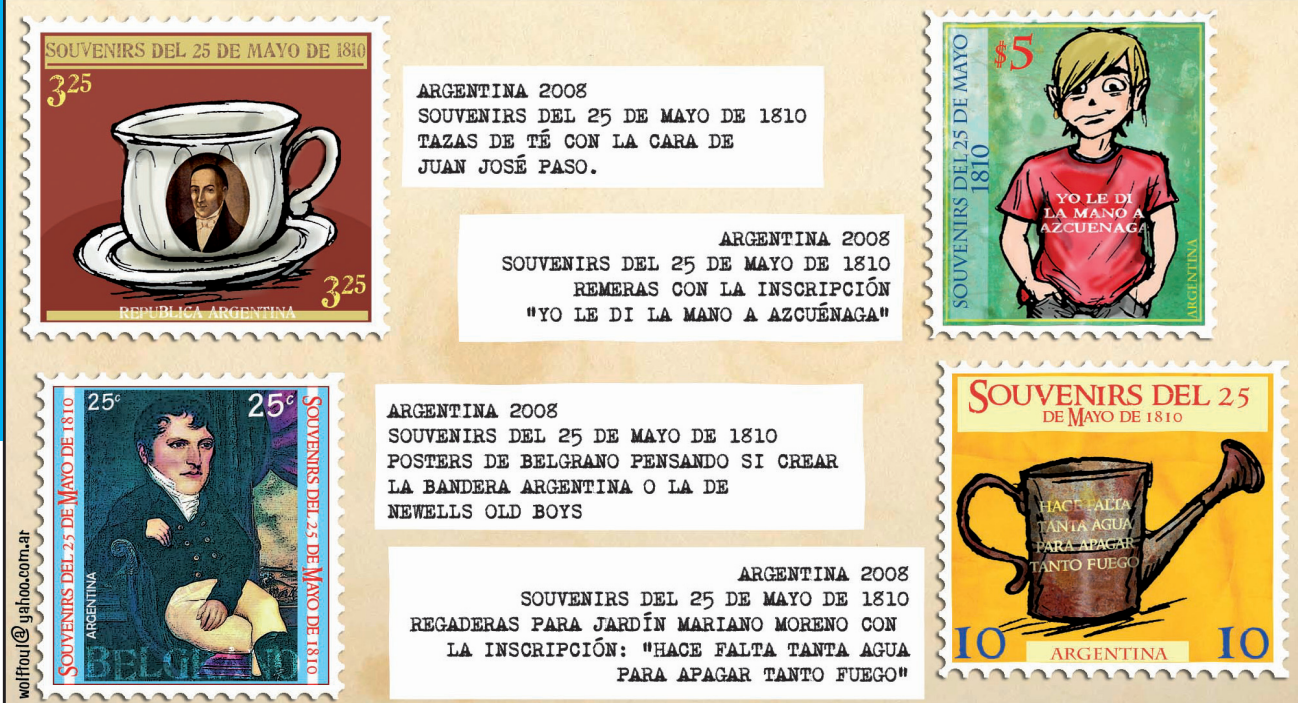 SOUVENIRS DEL 25 DE MAYO DE 1810
3 25
3 25
REPUBLICA ARGENTINA
ARGENTINA 2008
SOUVENIRS DEL 25 DE MAYO DE 1810
TAZAS DE TÉ CON LA CARA DE
JUAN JOSÉ PASO.
SOUVENIRS DEL 25 DE MAYO
1810
$5
YO LE DI
LA MANO A
AZCUENAGA
ARGENTINA
ARGENTINA 2008
SOUVENIRS DEL 25 DE MAYO DE 1810
REMERAS CON LA INSCRIPCIÓN
"YO LE DI LA MANO A AZCUÉNAGA"
SOUVENIRS DEL 25 DE MAYO DE 1810
25c
25c
SOUVENIRS DEL 25 DE MAYO DE 1810
ARGENTINA
BELGRANO
ARGENTINA 2008
SOUVENIRS DEL 25 DE MAYO DE 1810
POSTERS DE BELGRANO PENSANDO SI CREAR
LA BANDERA ARGENTINA O LA DE
NEWELLS OLD BOYS
SOUVENIRS DEL 25
DE MAYO DE 1810
HACE FALTA
TANTA AGUA
PARA APAGAR
TANTO FUEGO
10
ARGENTINA
10
ARGENTINA 2008
SOUVENIRS DEL 25 DE MAYO DE 1810
REGADERAS PARA JARDÍN MARIANO MORENO CON
LA INSCRIPCIÓN: "HACE FALTA TANTA AGUA
PARA APAGAR TANTO FUEGO"
wolfitoyl@yahoo.com.ar